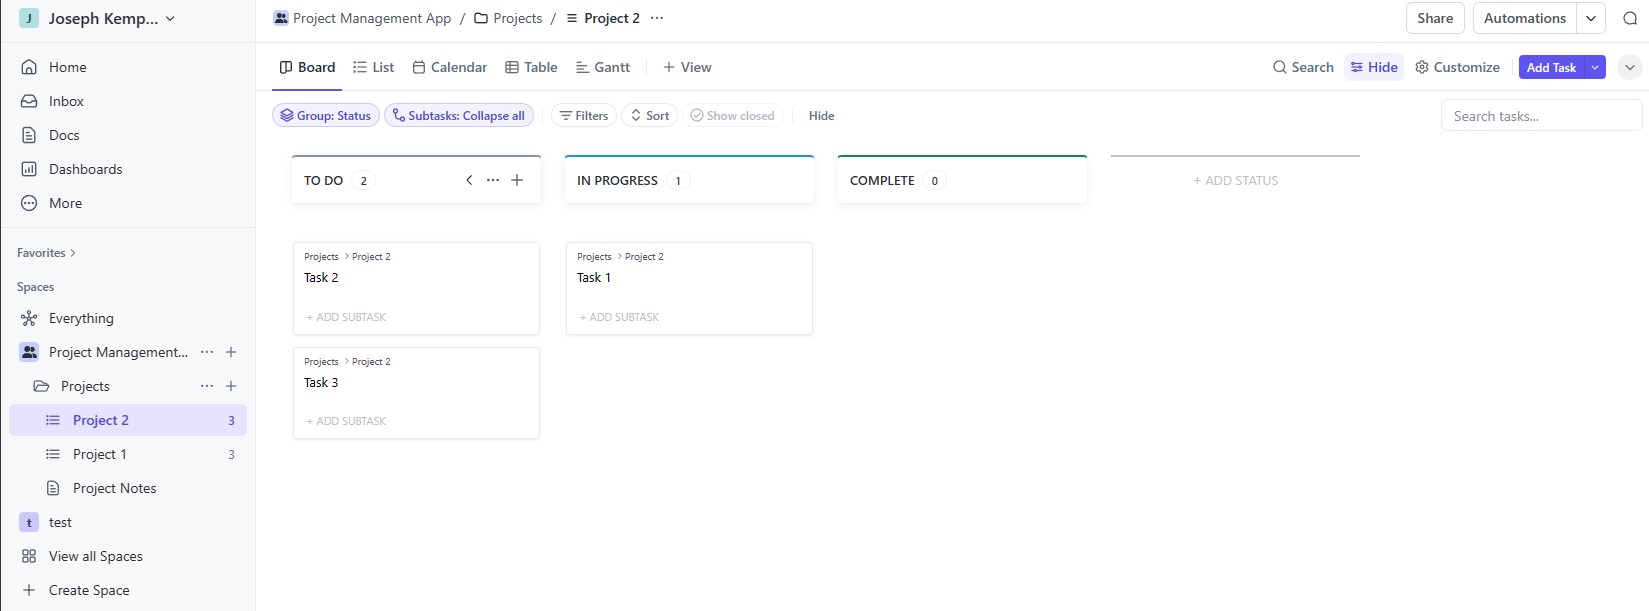 J Joseph Kemp...
Project Management App / Projects / Project 2 ...
Share
Automations
Home
Inbox
Docs
Dashboards
More
Favorites
Spaces
Everything
Project Management... ...
Projects ...
Project 2 3
Project 1 3
Project Notes
t test
View all Spaces
+ Create Space
Board List Calendar Table Gantt + View
Search Hide Customize Add Task
Group: Status Subtasks: Collapse all Filters Sort Show closed Hide
Search tasks...
TO DO 2 ... +
IN PROGRESS 1
COMPLETE 0
+ ADD STATUS
Projects > Project 2
Task 2
+ ADD SUBTASK
Projects > Project 2
Task 3
+ ADD SUBTASK
Projects > Project 2
Task 1
+ ADD SUBTASK